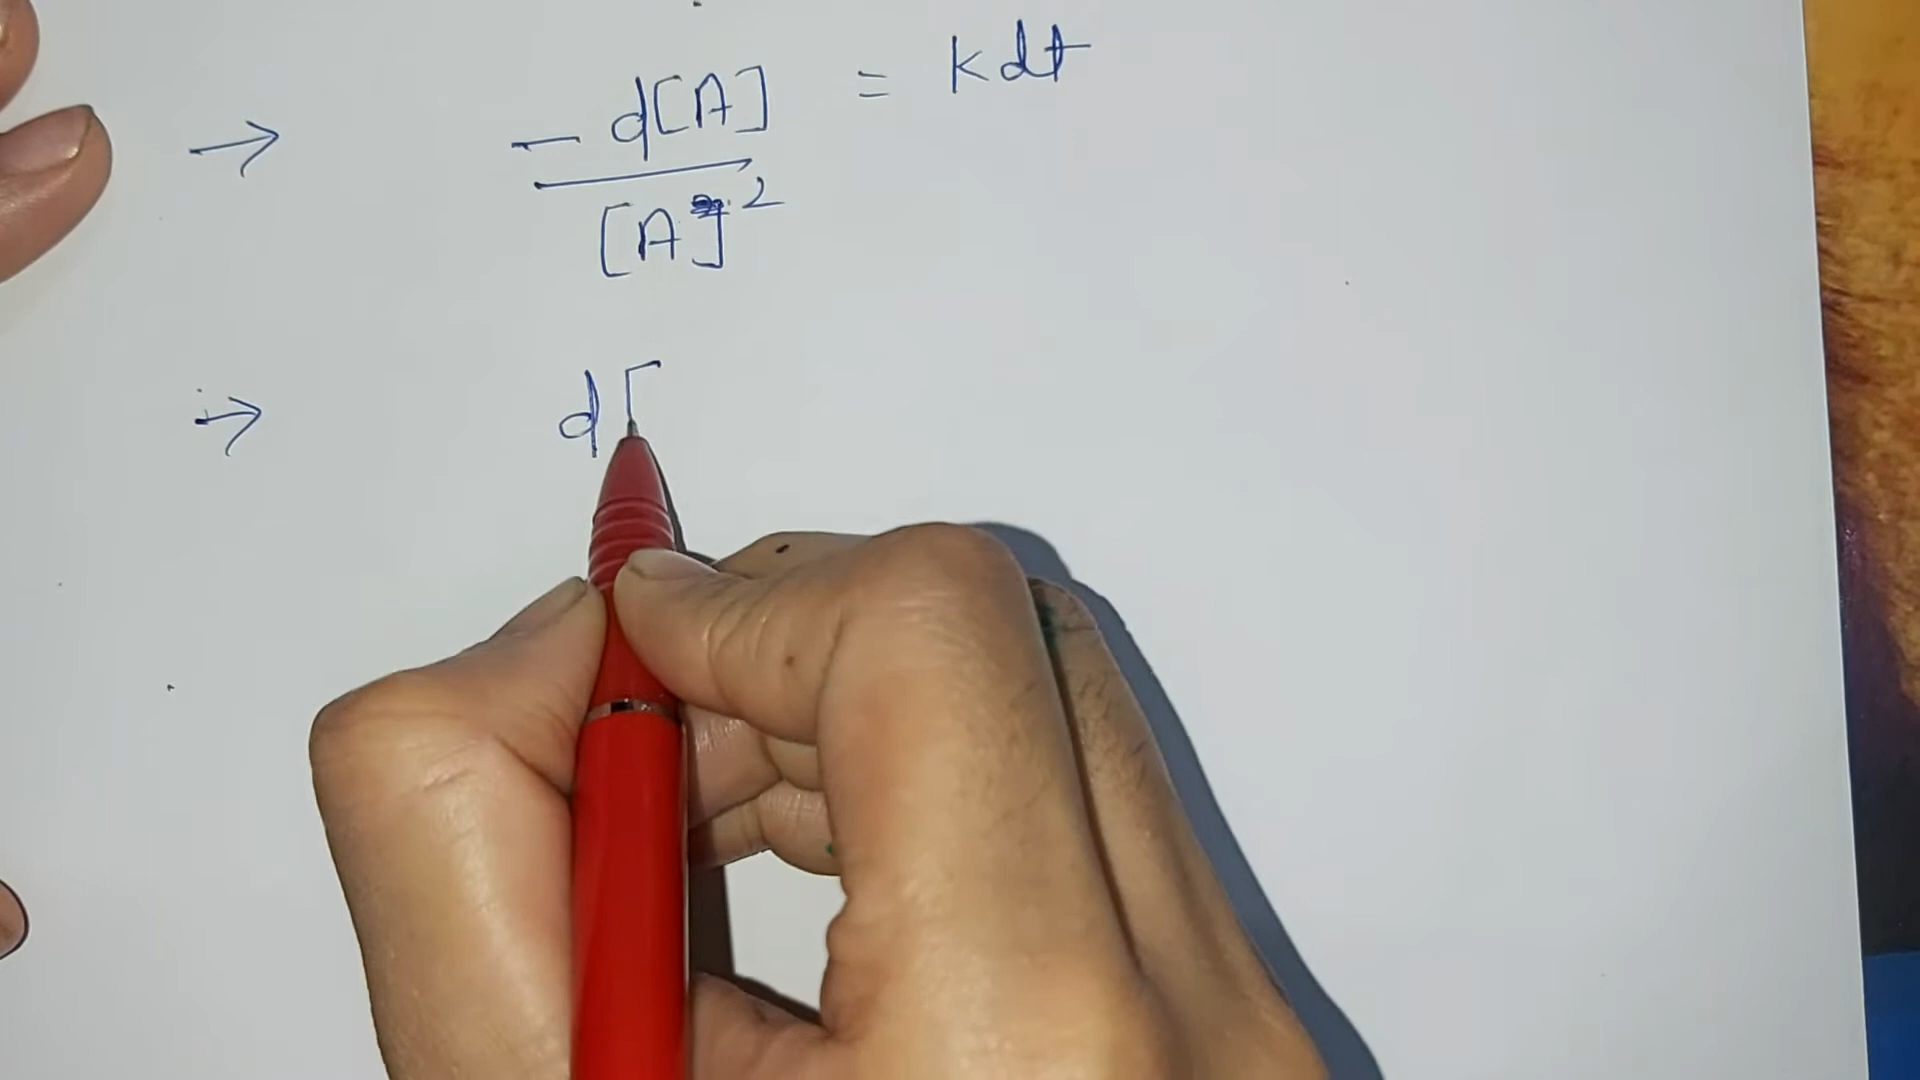 → - d[A] = kdt
[A]²
→ d[